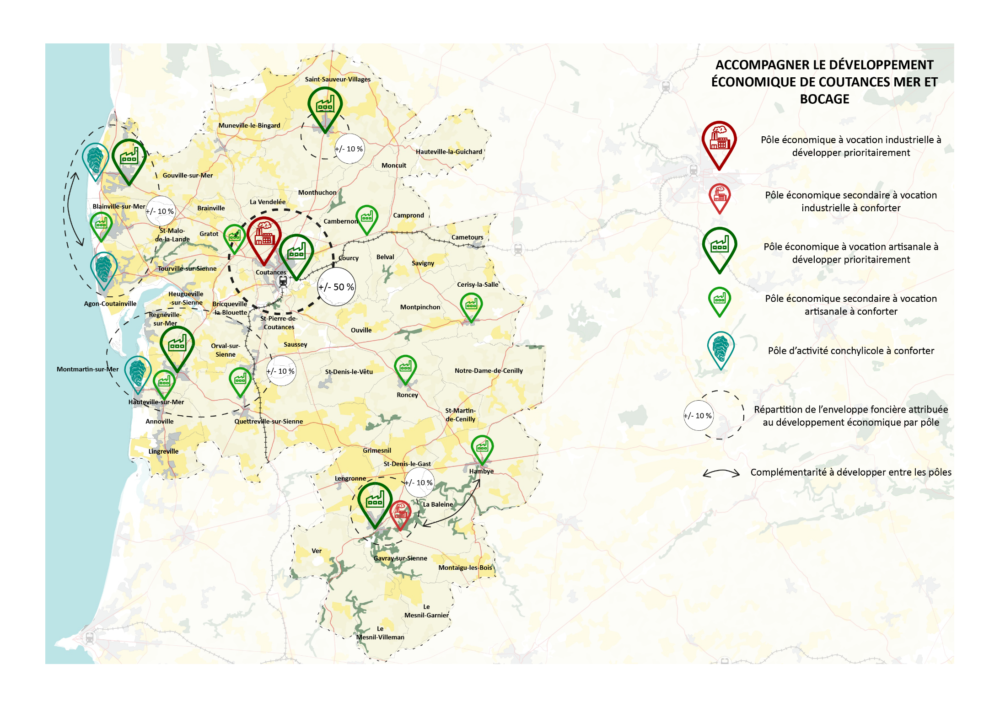 ACCOMPAGNER LE DÉVELOPPEMENT
ÉCONOMIQUE DE COUTANCES MER ET
BOCAGE
Pôle économique à vocation industrielle à
développer prioritairement
Pôle économique secondaire à vocation
industrielle à conforter
Pôle économique à vocation artisanale à
développer prioritairement
Pôle économique secondaire à vocation
artisanale à conforter
Pôle d’activité conchylicole à conforter
+/- 10 %
Répartition de l’enveloppe foncière attribuée
au développement économique par pôle
Complémentarité à développer entre les pôles
Saint-Sauveur-Villages
Muneville-le-Bingard
+/- 10 %
Hauteville-la-Guichard
Moncuit
Gouville-sur-Mer
Monthuchon
La Vendelée
Blainville-sur-Mer
+/- 10 %
Brainville
Camprond
Cambernon
St-Malo-
de-la-Lande
Gratot
Cametours
Courcy
Belval
Savigny
Tourville-sur-Sienne
Coutances
+/- 50 %
Cerisy-la-Salle
Heugueville
-sur-Sienne
Agon-Coutainville
Bricqueville
-la-Blouette
Montpinchon
Regnéville-
sur-Mer
St-Pierre-de-
Coutances
Ouville
Orval-sur-
Sienne
Saussey
Montmartin-sur-Mer
+/- 10 %
St-Denis-le-Vêtu
Notre-Dame-de-Cenilly
Roncey
Hauteville-sur-Mer
St-Martin-
de-Cenilly
Annoville
Quettreville-sur-Sienne
Lingreville
Grimesnil
St-Denis-le-Gast
Hambye
Lengronne
+/- 10 %
La Baleine
Ver
Gavray-sur-Sienne
Montaigu-les-Bois
Le
Mesnil-Garnier
Le
Mesnil-Villeman